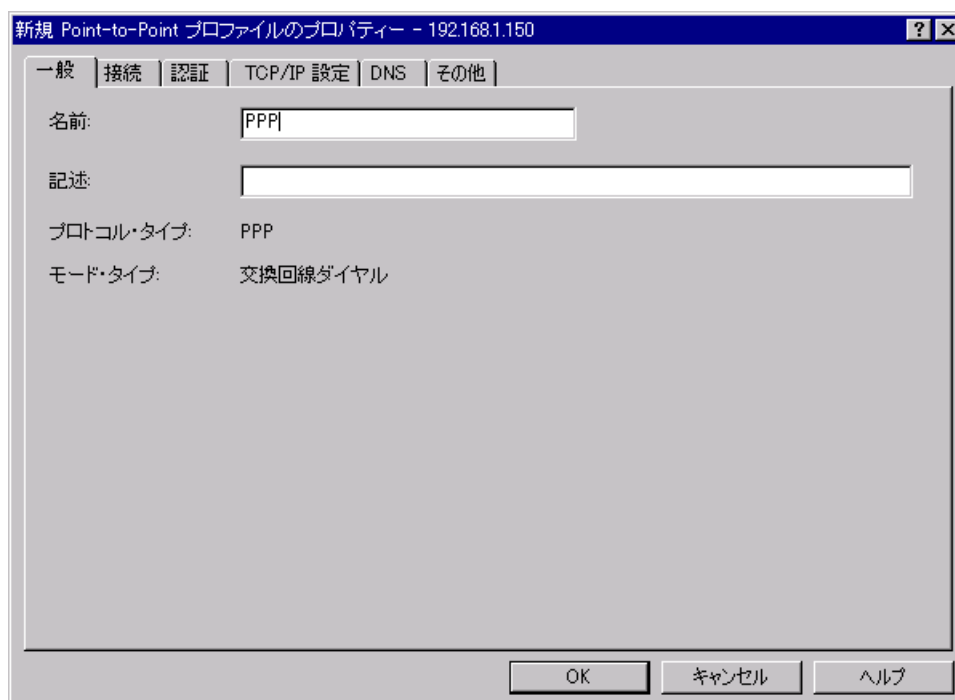 新規 Point-to-Point プロファイルのプロパティー - 192.168.1.150
一般 接続 認証 TCP/IP 設定 DNS その他
名前: PPP
記述:
プロトコル・タイプ: PPP
モード・タイプ: 交換回線ダイヤル
OK キャンセル ヘルプ